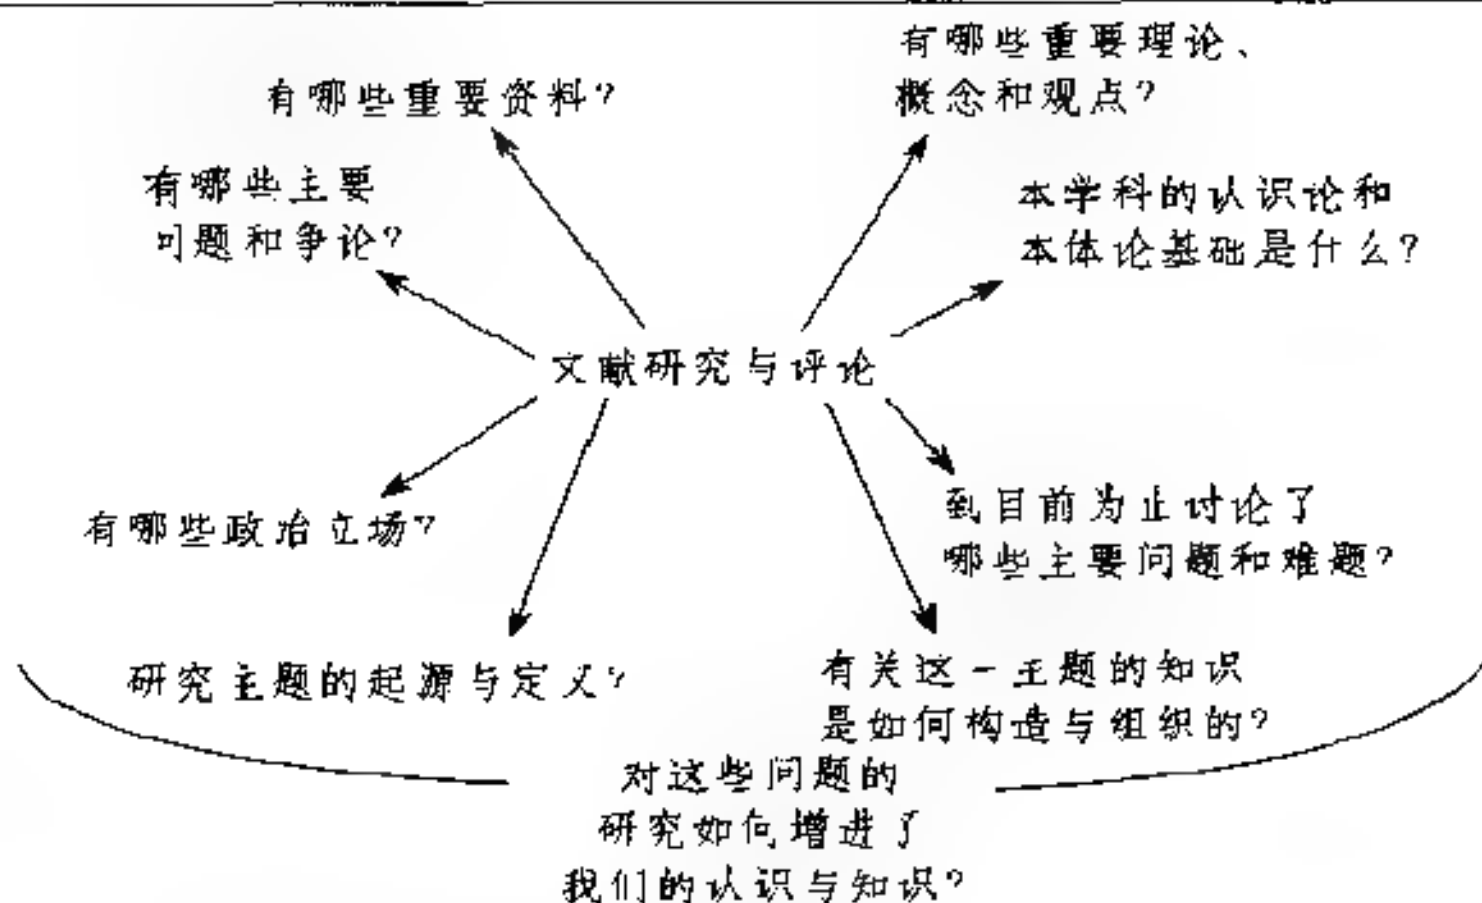 有哪些重要资料?
有哪些重要理论、
概念和观点?
有哪些主要
问题和争论?
本学科的认识论和
本体论基础是什么?
文献研究与评论
有哪些政治立场?
到目前为止讨论了
哪些主要问题和难题?
研究主题的起源与定义?
有关这一主题的知识
是如何构造与组织的?
对这些问题的
研究如何增进了
我们的认识与知识?